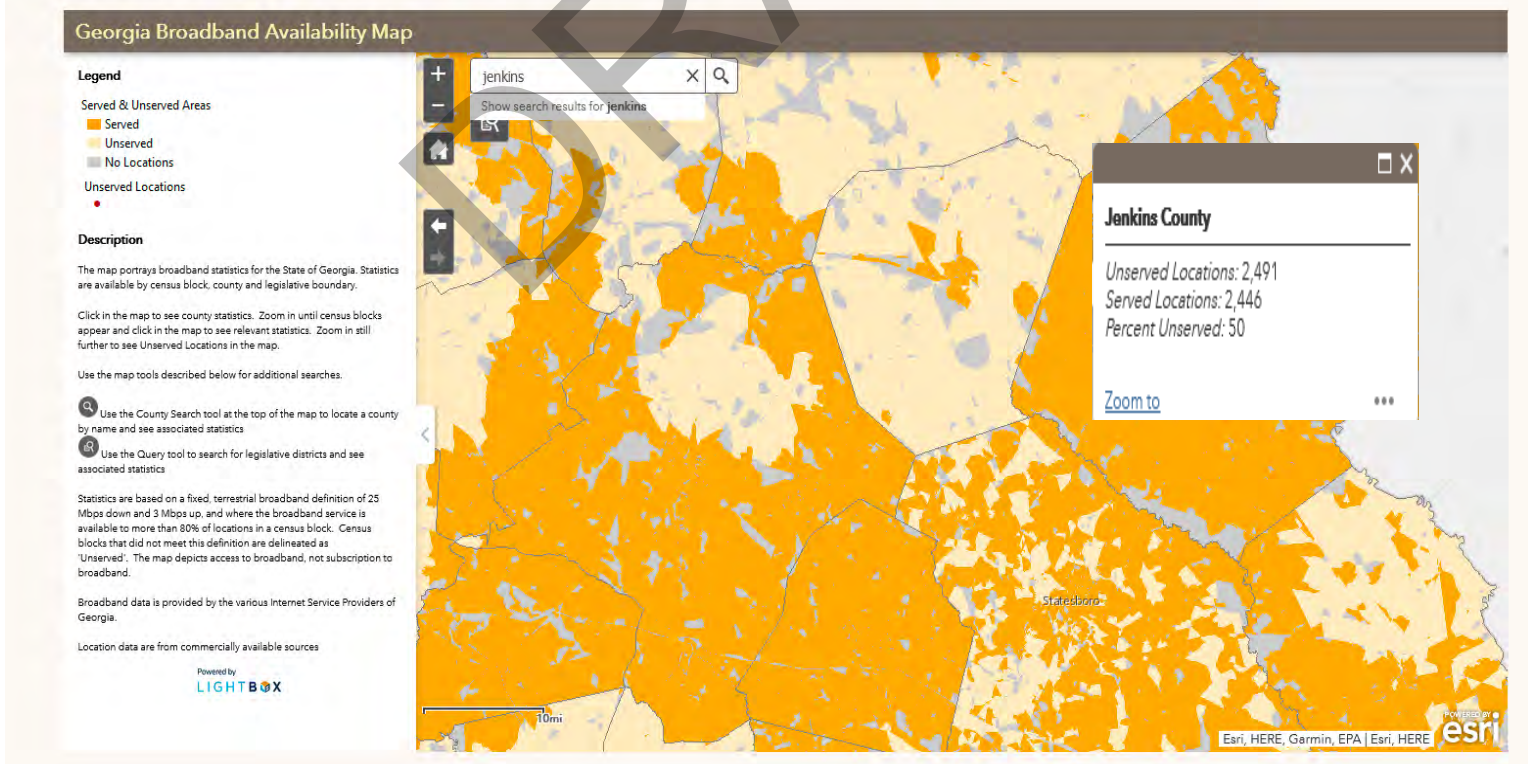 Georgia Broadband Availability Map
Legend
Served & Unserved Areas
Served
Unserved
No Locations
Unserved Locations
Description
The map portrays broadband statistics for the State of Georgia. Statistics
are available by census block, county and legislative boundary.
Click in the map to see county statistics. Zoom in until census blocks
appear and click in the map to see relevant statistics. Zoom in still
further to see Unserved Locations in the map.
Use the map tools described below for additional searches.
Use the County Search tool at the top of the map to locate a county
by name and see associated statistics
Use the Query tool to search for legislative districts and see
associated statistics
Statistics are based on a fixed, terrestrial broadband definition of 25
Mbps down and 3 Mbps up, and where the broadband service is
available to more than 80% of locations in a census block. Census
blocks that did not meet this definition are delineated as
'Unserved'. The map depicts access to broadband, not subscription to
broadband.
Broadband data is provided by the various Internet Service Providers of
Georgia.
Location data are from commercially available sources
Powered by
LIGHTBOX
+
−
jenkins X
Show search results for jenkins
X
Jenkins County
Unserved Locations: 2,491
Served Locations: 2,446
Percent Unserved: 50
Zoom to •••
Statesboro
10mi
Esri, HERE, Garmin, EPA | Esri, HERE
POWERED BY
esri